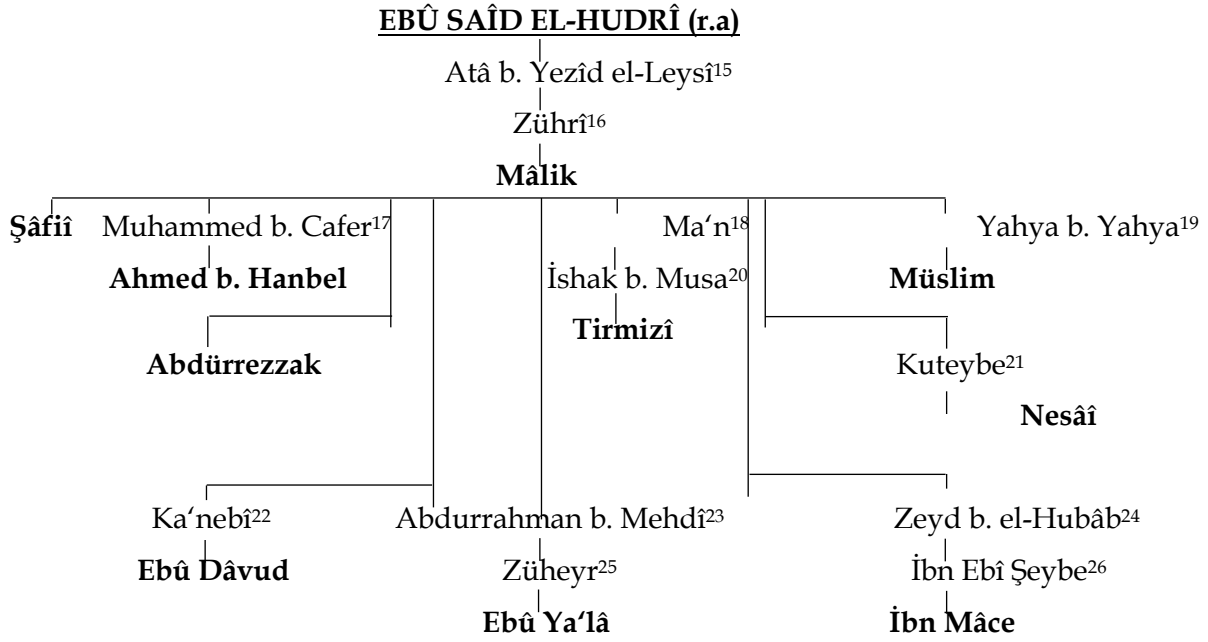 EBÛ SAÎD EL-HUDRÎ (r.a)
Atâ b. Yezîd el-Leysî15
Zührî16
Mâlik
Şâfiî Muhammed b. Cafer17 Ma‘n18 Yahya b. Yahya19
Ahmed b. Hanbel İshak b. Musa20 Müslim
Tirmizî
Abdürrezzak Kuteybe21
Nesâî
Ka‘nebî22 Abdurrahman b. Mehdî23 Zeyd b. el-Hubâb24
Ebû Dâvud Züheyr25 İbn Ebî Şeybe26
Ebû Ya‘lâ İbn Mâce